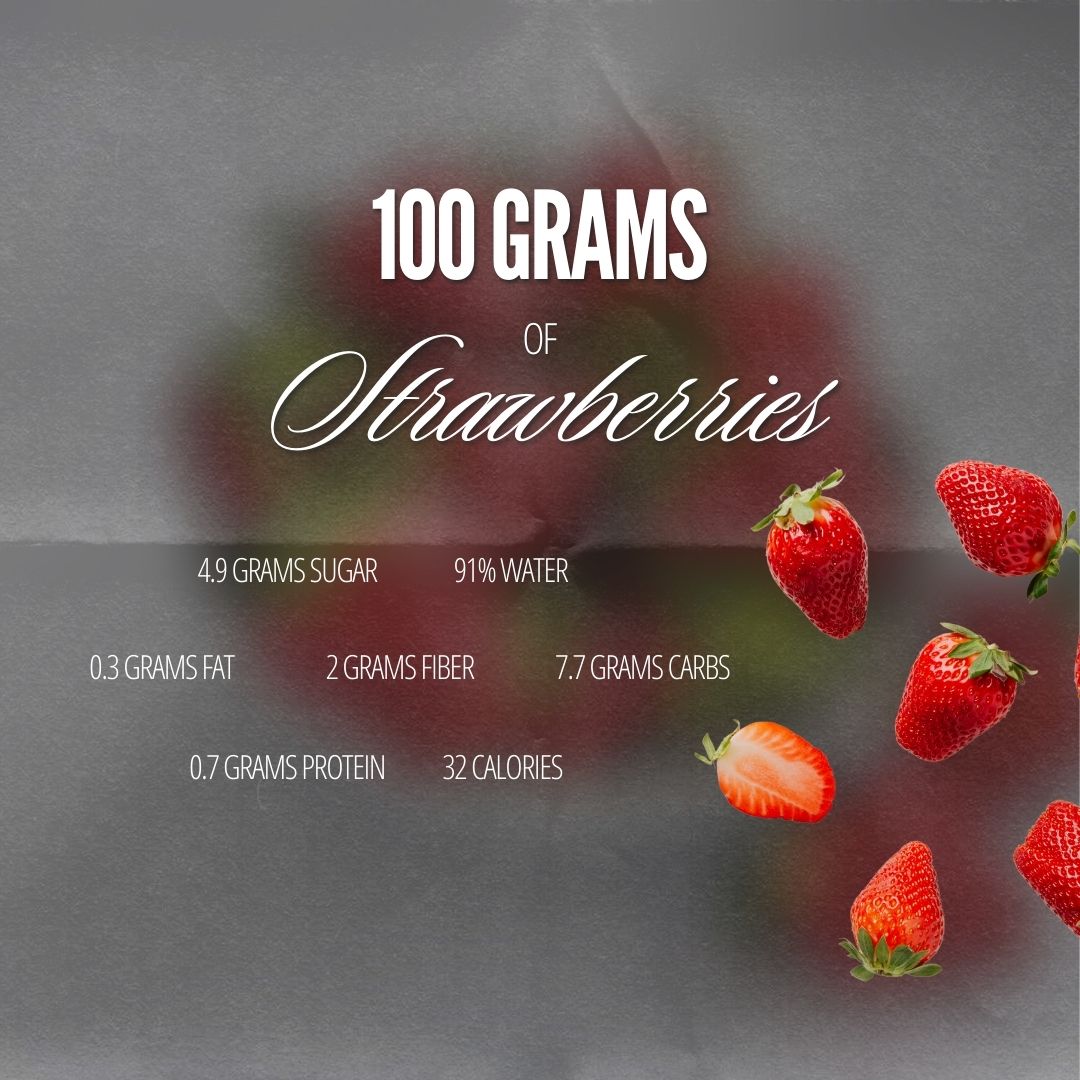 100 GRAMS
OF
Strawberries
4.9 GRAMS SUGAR 91% WATER
0.3 GRAMS FAT 2 GRAMS FIBER 7.7 GRAMS CARBS
0.7 GRAMS PROTEIN 32 CALORIES